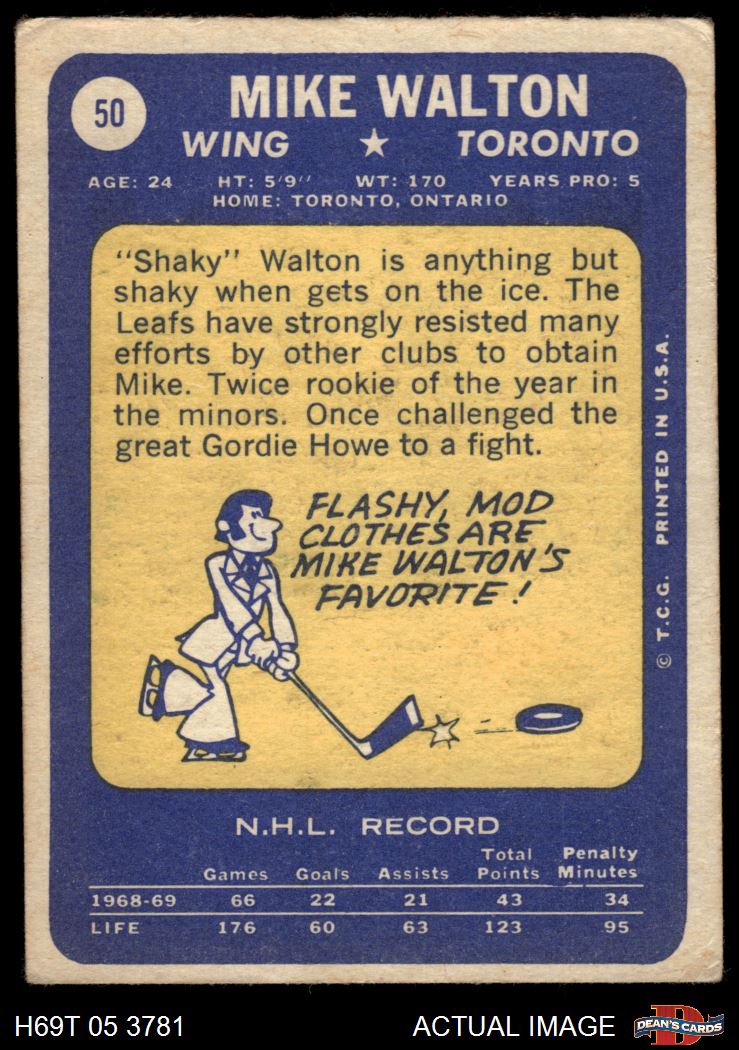 50
MIKE WALTON
WING ★ TORONTO
AGE: 24 HT: 5'9'' WT: 170 YEARS PRO: 5
HOME: TORONTO, ONTARIO
"Shaky" Walton is anything but
shaky when gets on the ice. The
Leafs have strongly resisted many
efforts by other clubs to obtain
Mike. Twice rookie of the year in
the minors. Once challenged the
great Gordie Howe to a fight.
FLASHY, MOD
CLOTHES ARE
MIKE WALTON'S
FAVORITE!
© T.C.G. PRINTED IN U.S.A.
N.H.L. RECORD
Games Goals Assists Total Points Penalty Minutes
1968-69 66 22 21 43 34
LIFE 176 60 63 123 95
H69T 05 3781 ACTUAL IMAGE D DEAN'S CARDS